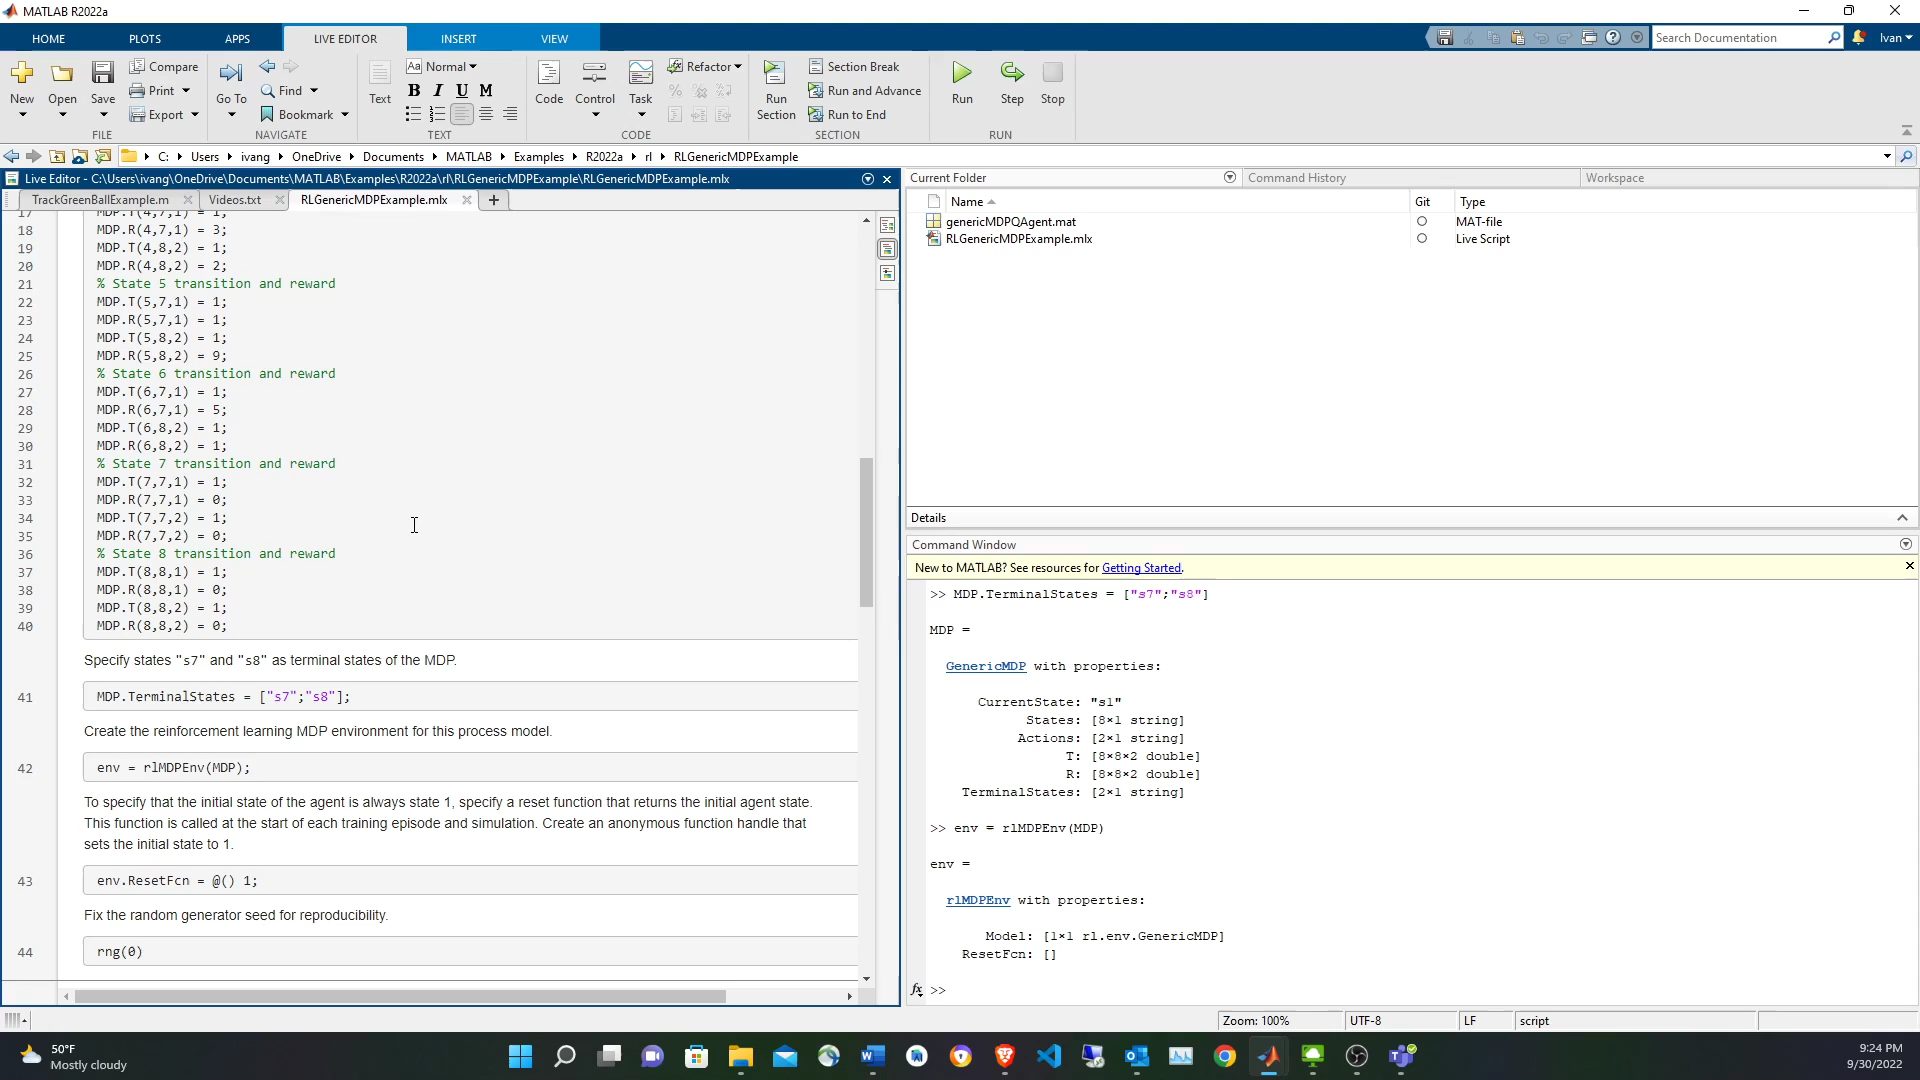 MATLAB R2022a
HOME PLOTS APPS LIVE EDITOR INSERT VIEW
Search Documentation Ivan
New Open Save Compare Print Export
FILE
Go To Find Bookmark
NAVIGATE
Text Aa Normal B I U M
TEXT
Code Control Task Refactor
CODE
Run Section Section Break Run and Advance Run to End
SECTION
Run Step Stop
RUN
C: Users ivang OneDrive Documents MATLAB Examples R2022a rl RLGenericMDPExample
Live Editor - C:\Users\ivang\OneDrive\Documents\MATLAB\Examples\R2022a\rl\RLGenericMDPExample\RLGenericMDPExample.mlx
TrackGreenBallExample.m Videos.txt RLGenericMDPExample.mlx
17 MDP.T(4,7,1) = 1;
18 MDP.R(4,7,1) = 3;
19 MDP.T(4,8,2) = 1;
20 MDP.R(4,8,2) = 2;
21 % State 5 transition and reward
22 MDP.T(5,7,1) = 1;
23 MDP.R(5,7,1) = 1;
24 MDP.T(5,8,2) = 1;
25 MDP.R(5,8,2) = 9;
26 % State 6 transition and reward
27 MDP.T(6,7,1) = 1;
28 MDP.R(6,7,1) = 5;
29 MDP.T(6,8,2) = 1;
30 MDP.R(6,8,2) = 1;
31 % State 7 transition and reward
32 MDP.T(7,7,1) = 1;
33 MDP.R(7,7,1) = 0;
34 MDP.T(7,7,2) = 1;
35 MDP.R(7,7,2) = 0;
36 % State 8 transition and reward
37 MDP.T(8,8,1) = 1;
38 MDP.R(8,8,1) = 0;
39 MDP.T(8,8,2) = 1;
40 MDP.R(8,8,2) = 0;
Specify states "s7" and "s8" as terminal states of the MDP.
41 MDP.TerminalStates = ["s7";"s8"];
Create the reinforcement learning MDP environment for this process model.
42 env = rlMDPEnv(MDP);
To specify that the initial state of the agent is always state 1, specify a reset function that returns the initial agent state.
This function is called at the start of each training episode and simulation. Create an anonymous function handle that
sets the initial state to 1.
43 env.ResetFcn = @() 1;
Fix the random generator seed for reproducibility.
44 rng(0)
Current Folder Command History Workspace
Name Git Type
genericMDPQAgent.mat MAT-file
RLGenericMDPExample.mlx Live Script
Details
Command Window
New to MATLAB? See resources for Getting Started.
>> MDP.TerminalStates = ["s7";"s8"]
MDP =
GenericMDP with properties:
CurrentState: "s1"
States: [8×1 string]
Actions: [2×1 string]
T: [8×8×2 double]
R: [8×8×2 double]
TerminalStates: [2×1 string]
>> env = rlMDPEnv(MDP)
env =
rlMDPEnv with properties:
Model: [1×1 rl.env.GenericMDP]
ResetFcn: []
fx >>
Zoom: 100% UTF-8 LF script
50°F
Mostly cloudy
9:24 PM
9/30/2022